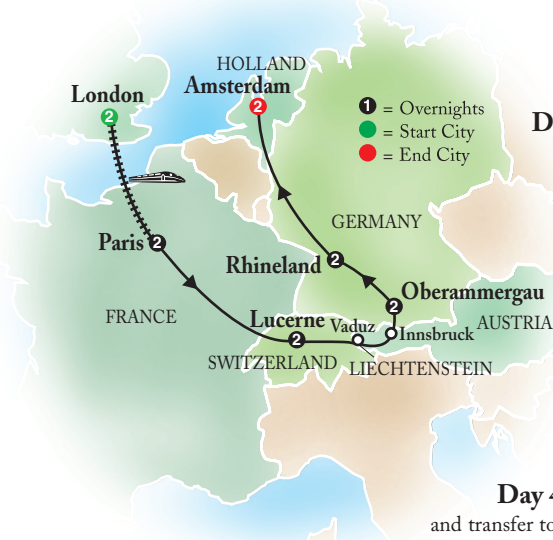 HOLLAND
Amsterdam
2
London
2
1 = Overnights
= Start City
= End City
D
GERMANY
Paris 2
Rhineland 2
Oberammergau
2
FRANCE
Lucerne
2
Vaduz
Innsbruck
AUSTRIA
SWITZERLAND
LIECHTENSTEIN
Day 4
and transfer to